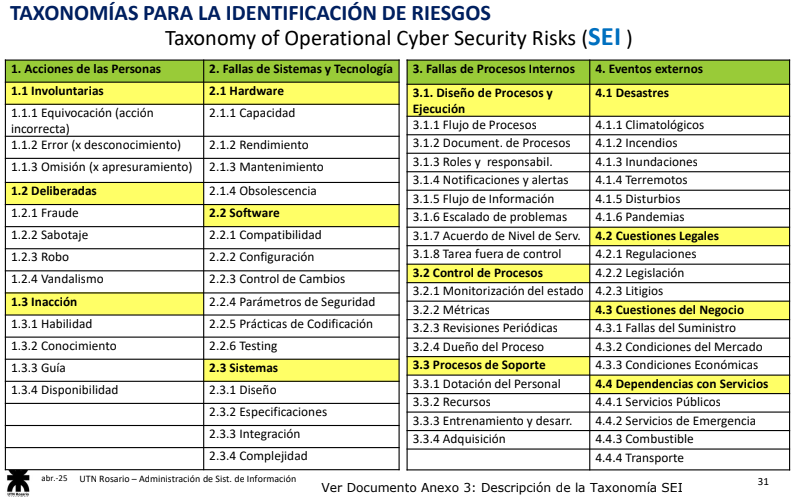 TAXONOMÍAS PARA LA IDENTIFICACIÓN DE RIESGOS
Taxonomy of Operational Cyber Security Risks (SEI )
1. Acciones de las Personas
1.1 Involuntarias
1.1.1 Equivocación (acción
incorrecta)
1.1.2 Error (x desconocimiento)
1.1.3 Omisión (x apresuramiento)
1.2 Deliberadas
1.2.1 Fraude
1.2.2 Sabotaje
1.2.3 Robo
1.2.4 Vandalismo
1.3 Inacción
1.3.1 Habilidad
1.3.2 Conocimiento
1.3.3 Guía
1.3.4 Disponibilidad
2. Fallas de Sistemas y Tecnología
2.1 Hardware
2.1.1 Capacidad
2.1.2 Rendimiento
2.1.3 Mantenimiento
2.1.4 Obsolescencia
2.2 Software
2.2.1 Compatibilidad
2.2.2 Configuración
2.2.3 Control de Cambios
2.2.4 Parámetros de Seguridad
2.2.5 Prácticas de Codificación
2.2.6 Testing
2.3 Sistemas
2.3.1 Diseño
2.3.2 Especificaciones
2.3.3 Integración
2.3.4 Complejidad
3. Fallas de Procesos Internos
3.1. Diseño de Procesos y
Ejecución
3.1.1 Flujo de Procesos
3.1.2 Document. de Procesos
3.1.3 Roles y responsabil.
3.1.4 Notificaciones y alertas
3.1.5 Flujo de Información
3.1.6 Escalado de problemas
3.1.7 Acuerdo de Nivel de Serv.
3.1.8 Tarea fuera de control
3.2 Control de Procesos
3.2.1 Monitorización del estado
3.2.2 Métricas
3.2.3 Revisiones Periódicas
3.2.4 Dueño del Proceso
3.3 Procesos de Soporte
3.3.1 Dotación del Personal
3.3.2 Recursos
3.3.3 Entrenamiento y desarr.
3.3.4 Adquisición
4. Eventos externos
4.1 Desastres
4.1.1 Climatológicos
4.1.2 Incendios
4.1.3 Inundaciones
4.1.4 Terremotos
4.1.5 Disturbios
4.1.6 Pandemias
4.2 Cuestiones Legales
4.2.1 Regulaciones
4.2.2 Legislación
4.2.3 Litigios
4.3 Cuestiones del Negocio
4.3.1 Fallas del Suministro
4.3.2 Condiciones del Mercado
4.3.3 Condiciones Económicas
4.4 Dependencias con Servicios
4.4.1 Servicios Públicos
4.4.2 Servicios de Emergencia
4.4.3 Combustible
4.4.4 Transporte
UTN Rosario
abr.-25 UTN Rosario – Administración de Sist. de Información
Ver Documento Anexo 3: Descripción de la Taxonomía SEI
31